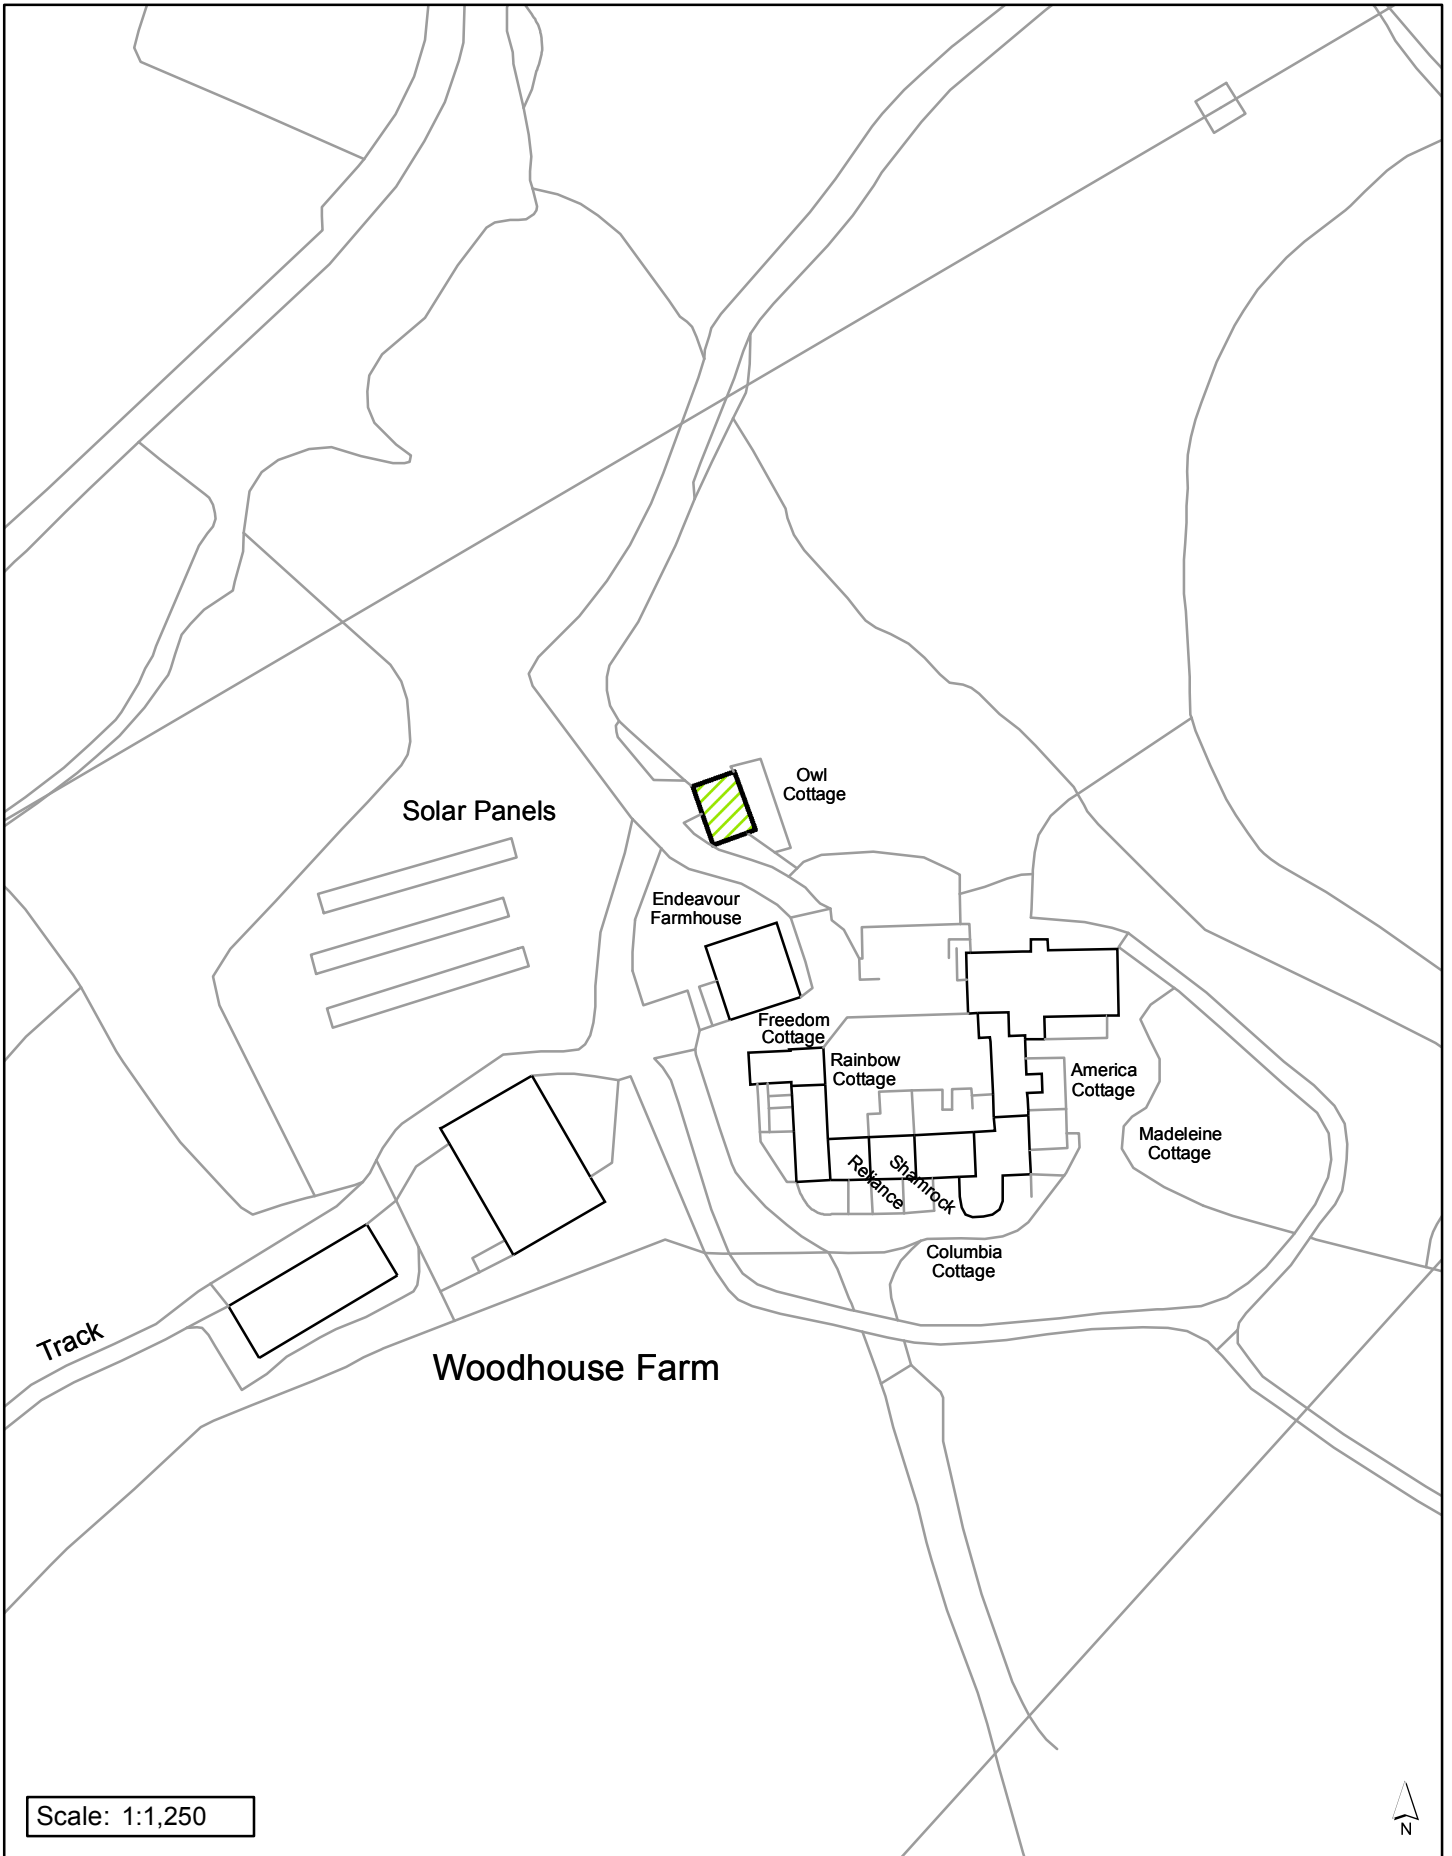 Owl
Cottage
Solar Panels
Endeavour
Farmhouse
Freedom
Cottage
Rainbow
Cottage
America
Cottage
Madeleine
Cottage
Reliance
Shamrock
Columbia
Cottage
Track
Woodhouse Farm
Scale: 1:1,250
N